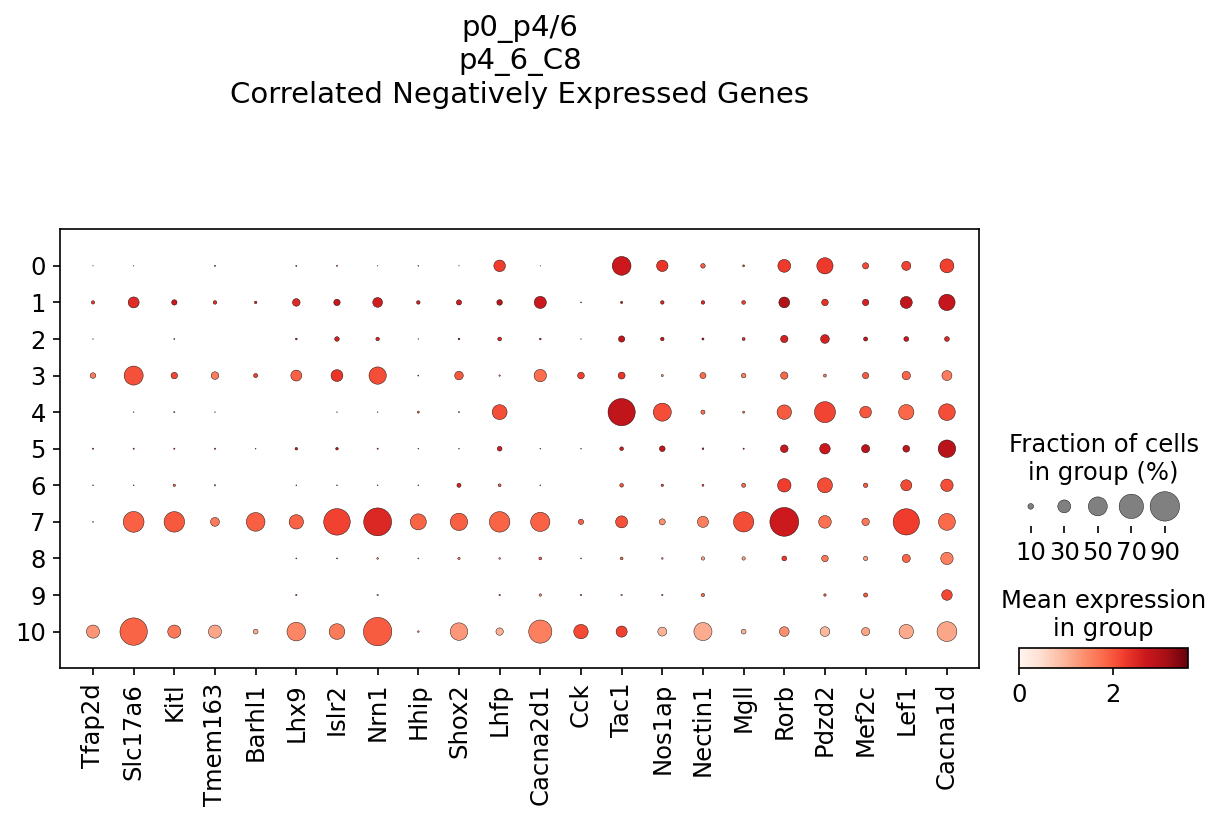 p0_p4/6
p4_6_C8
Correlated Negatively Expressed Genes
0
1
2
3
4
5
6
7
8
9
10
Tfap2d
Slc17a6
Kitl
Tmem163
Barhl1
Lhx9
Islr2
Nrn1
Hhip
Shox2
Lhfp
Cacna2d1
Cck
Tac1
Nos1ap
Nectin1
Mgll
Rorb
Pdzd2
Mef2c
Lef1
Cacna1d
Fraction of cells
in group (%)
10 30 50 70 90
Mean expression
in group
0 2